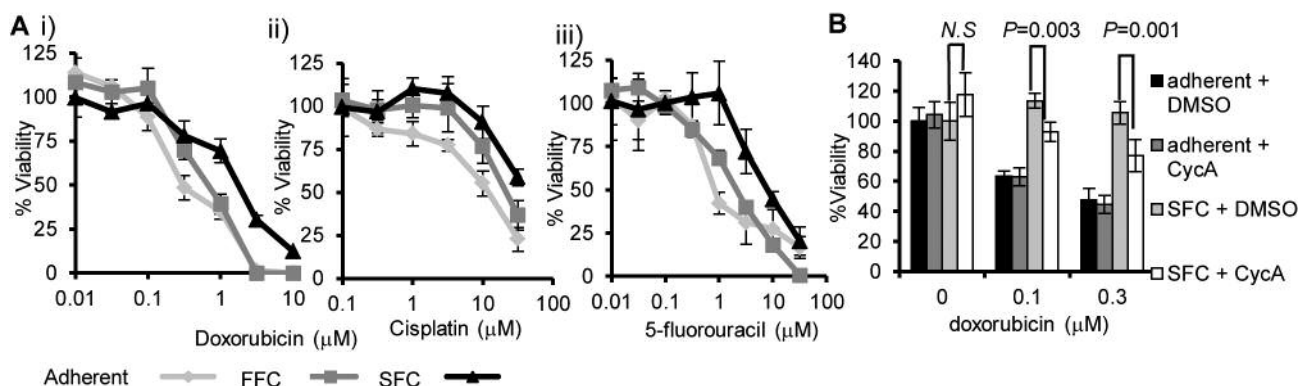 A i)
125
100
75
50
25
0
% Viability
0.01 0.1 1 10
Doxorubicin (µM)
ii)
125
100
75
50
25
0
% Viability
0.1 1 10 100
Cisplatin (µM)
iii)
125
100
75
50
25
0
% Viability
0.01 0.1 1 10 100
5-fluorouracil (µM)
Adherent FFC SFC
B
N.S P=0.003 P=0.001
140
120
100
80
60
40
20
0
%Viability
0 0.1 0.3
doxorubicin (µM)
adherent +
DMSO
adherent +
CycA
SFC + DMSO
SFC + CycA